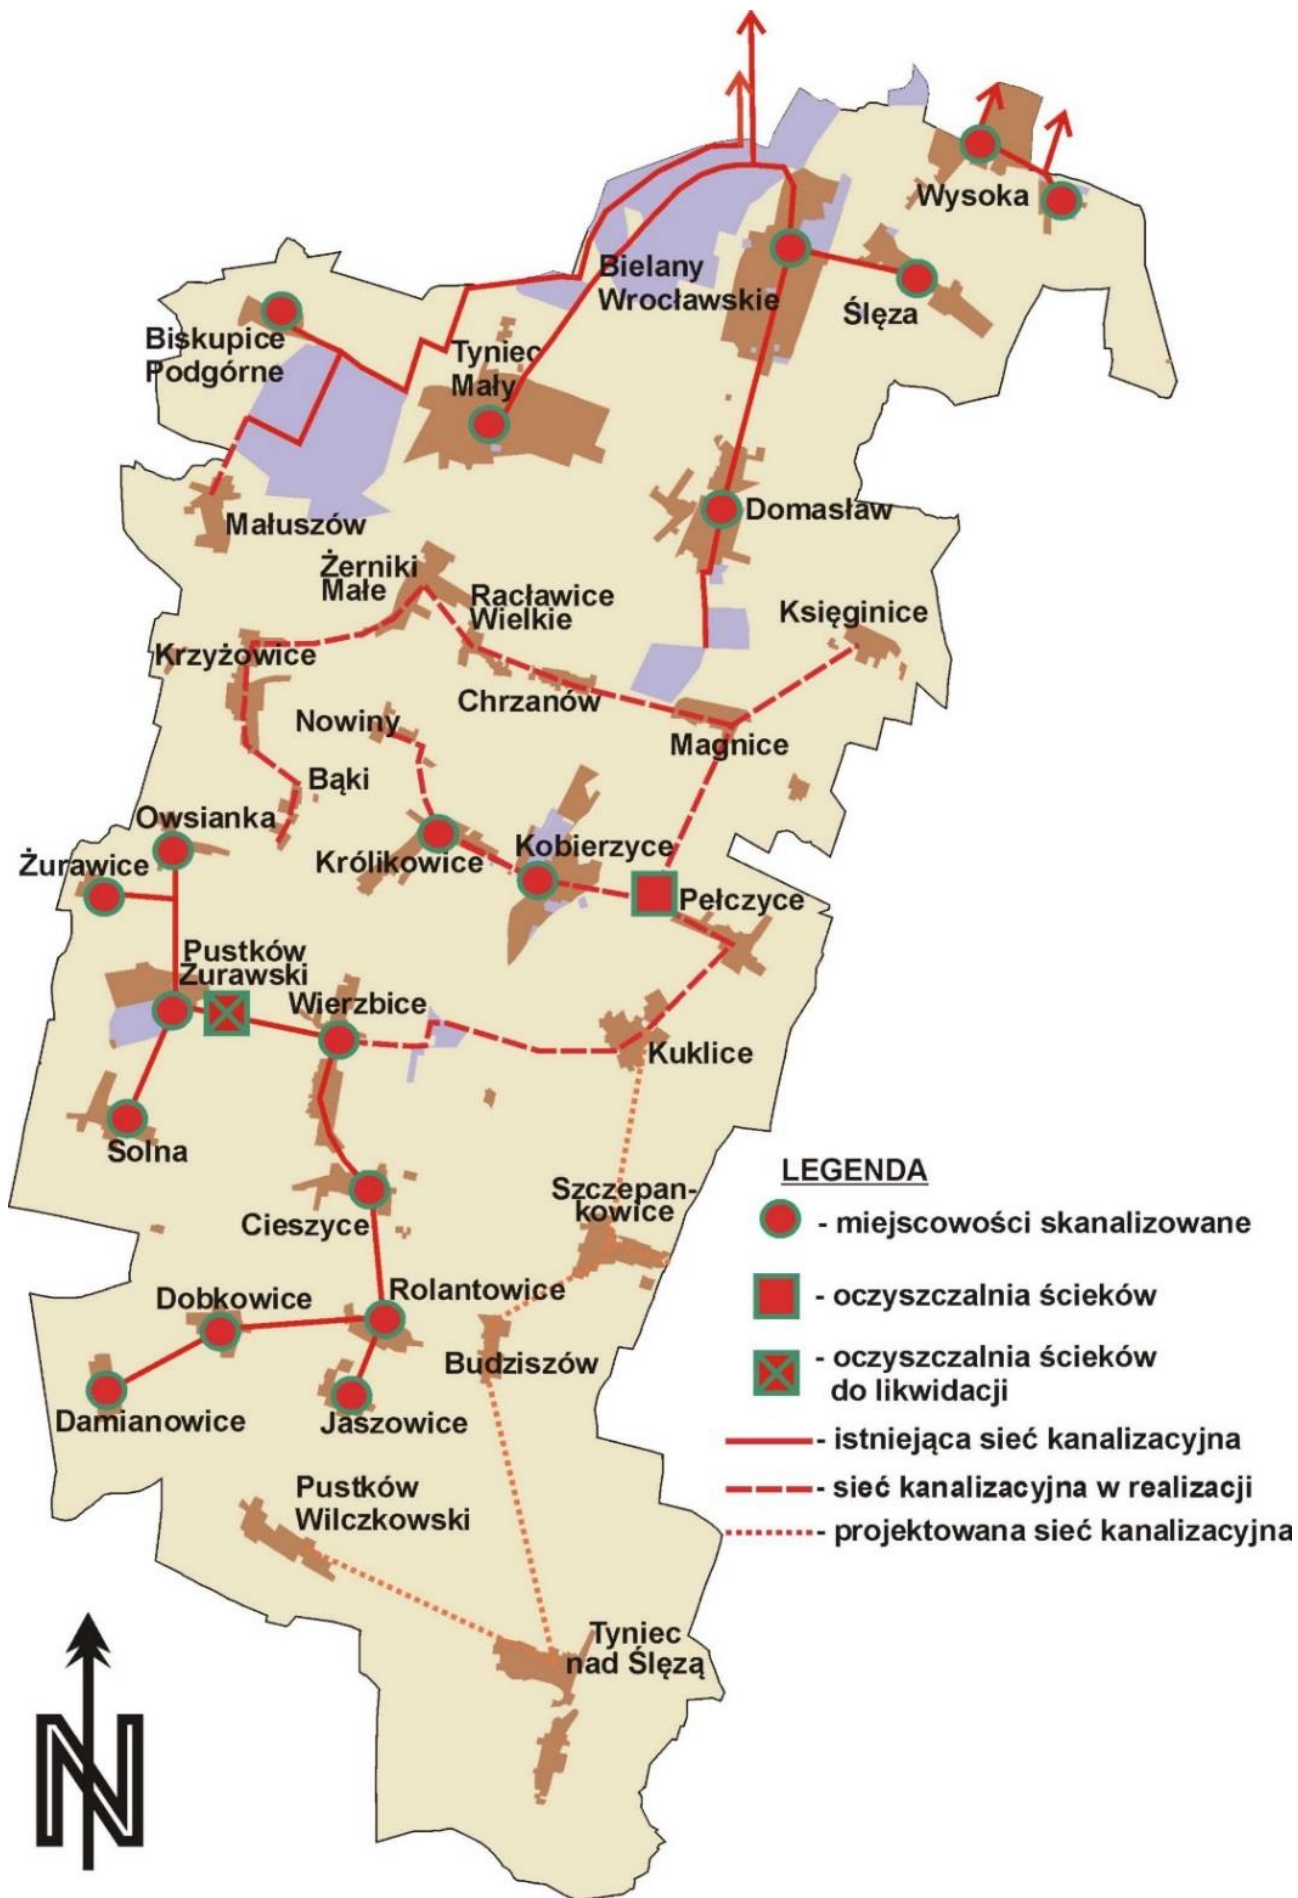 Wysoka
Bielany
Wrocławskie
Ślęza
Biskupice
Podgórne
Tyniec
Mały
Domasław
Małuszów
Żerniki
Małe
Racławice
Wielkie
Księginice
Krzyżowice
Chrzanów
Nowiny
Magnice
Bąki
Owsianka
Żurawice
Królikowice
Kobierzyce
Pełczyce
Pustków
Żurawski
Wierzbice
Kuklice
Solna
Szczepan-
kowice
Cieszyce
Dobkowice
Rolantowice
Budziszów
Damianowice
Jaszowice
Pustków
Wilczkowski
Tyniec
nad Ślęzą
LEGENDA
- miejscowości skanalizowane
- oczyszczalnia ścieków
- oczyszczalnia ścieków
do likwidacji
- istniejąca sieć kanalizacyjna
- sieć kanalizacyjna w realizacji
- projektowana sieć kanalizacyjna
N